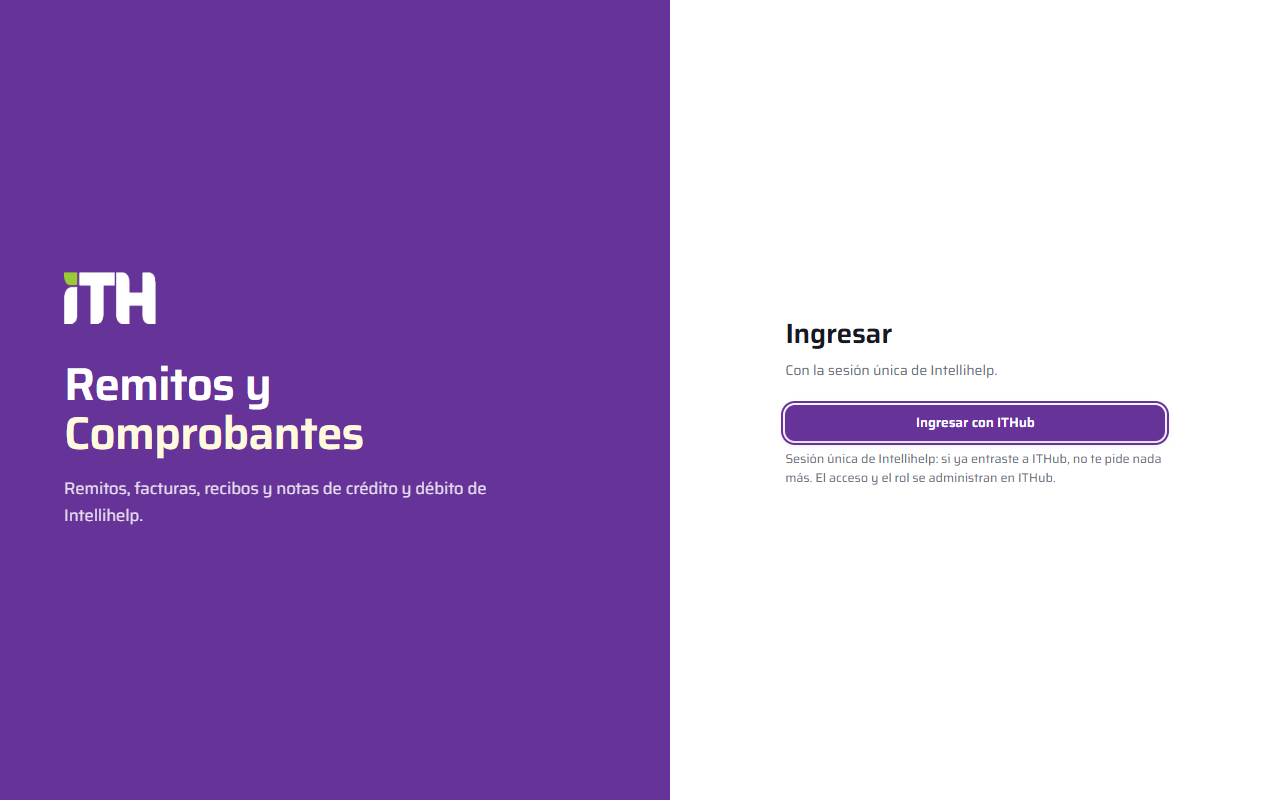 iTH
Remitos y
Comprobantes
Remitos, facturas, recibos y notas de crédito y débito de
Intellihelp.
Ingresar
Con la sesión única de Intellihelp.
Ingresar con ITHub
Sesión única de Intellihelp: si ya entraste a ITHub, no te pide nada
más. El acceso y el rol se administran en ITHub.